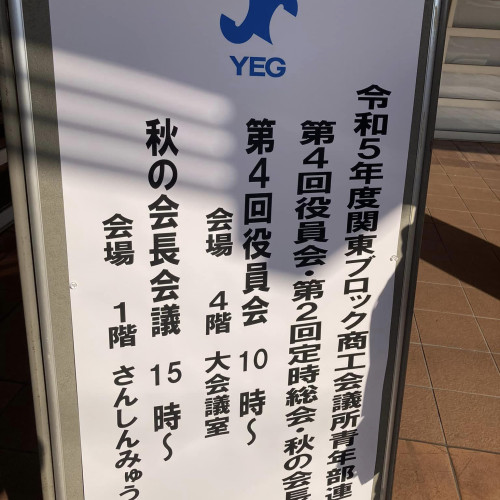 YEG
令和5年度関東ブロック商工会議所青年部連
第4回役員会・第2回定時総会・秋の会長
第4回役員会 10時～
会場 4階 大会議室
秋の会長会議 15時～
会場 1階 さんしんみゅう